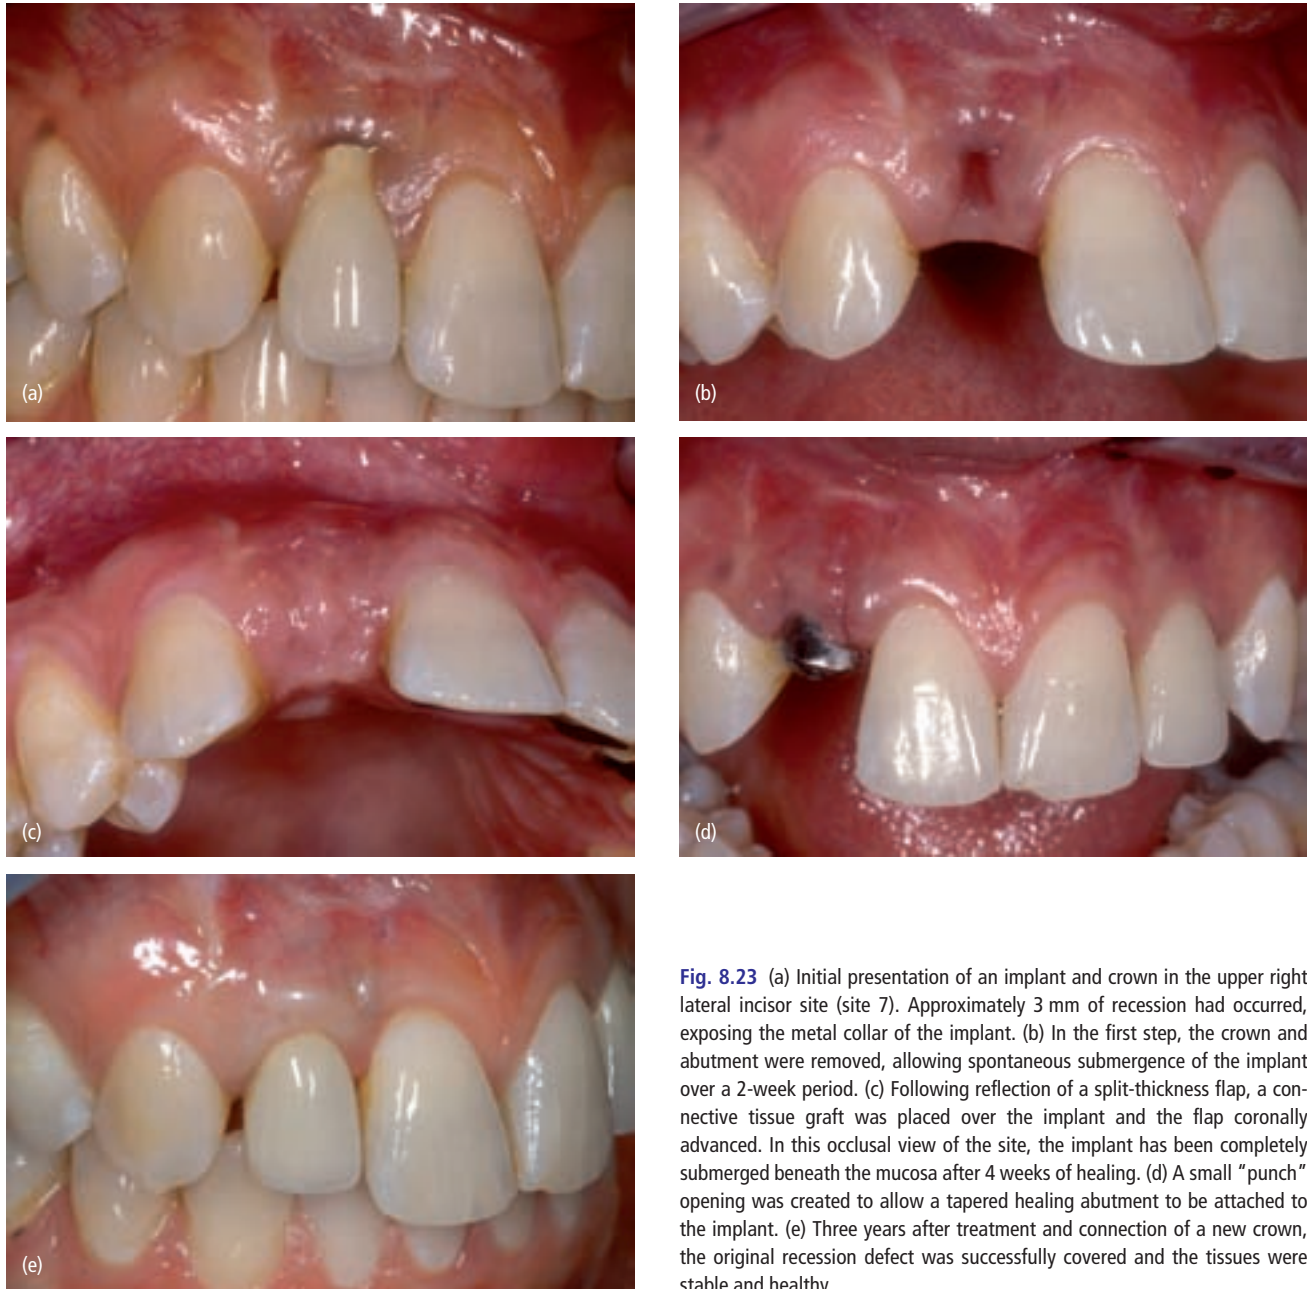 (a)
(b)
(c)
(d)
(e)
Fig. 8.23 (a) Initial presentation of an implant and crown in the upper right
lateral incisor site (site 7). Approximately 3 mm of recession had occurred,
exposing the metal collar of the implant. (b) In the first step, the crown and
abutment were removed, allowing spontaneous submergence of the implant
over a 2-week period. (c) Following reflection of a split-thickness flap, a con-
nective tissue graft was placed over the implant and the flap coronally
advanced. In this occlusal view of the site, the implant has been completely
submerged beneath the mucosa after 4 weeks of healing. (d) A small “punch”
opening was created to allow a tapered healing abutment to be attached to
the implant. (e) Three years after treatment and connection of a new crown,
the original recession defect was successfully covered and the tissues were
stable and healthy.